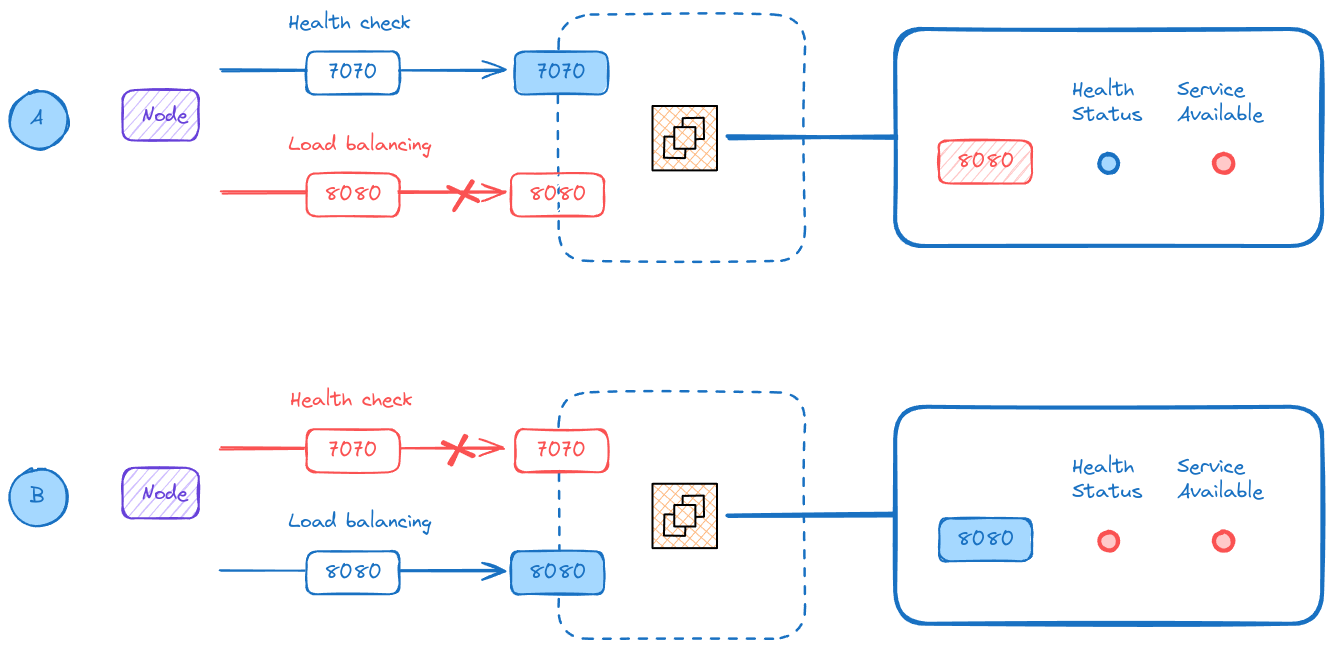 Health check
7070
7070
A
Node
Load balancing
8080
8080
Health
Status
Service
Available
8080
Health check
7070
7070
B
Node
Load balancing
8080
8080
Health
Status
Service
Available
8080